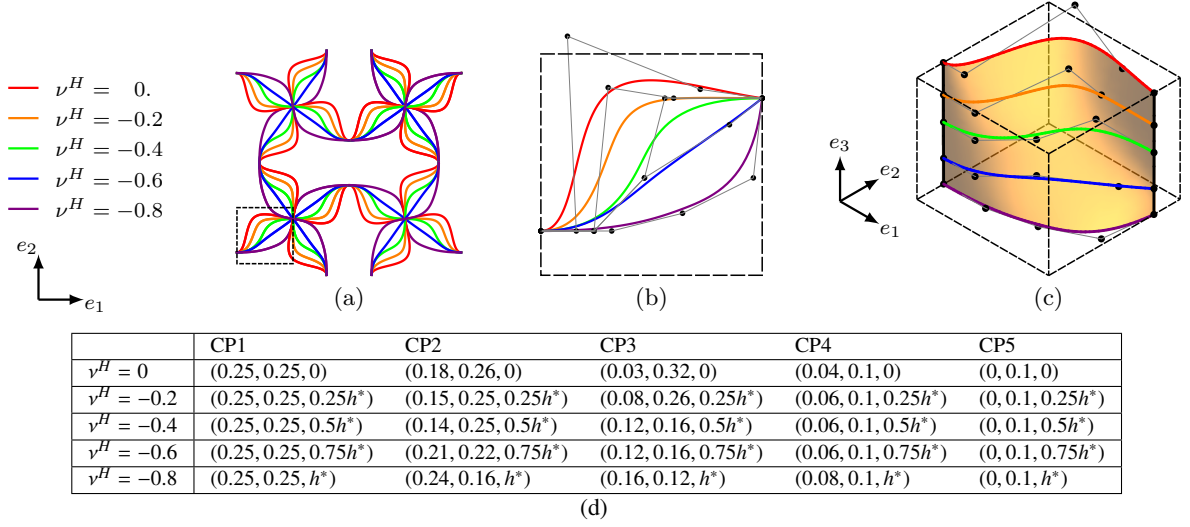 ν^H = 0.
ν^H = −0.2
ν^H = −0.4
ν^H = −0.6
ν^H = −0.8
e_2
e_1
(a)
(b)
e_3
e_2
e_1
(c)
CP1 CP2 CP3 CP4 CP5
ν^H = 0 (0.25, 0.25, 0) (0.18, 0.26, 0) (0.03, 0.32, 0) (0.04, 0.1, 0) (0, 0.1, 0)
ν^H = −0.2 (0.25, 0.25, 0.25h*) (0.15, 0.25, 0.25h*) (0.08, 0.26, 0.25h*) (0.06, 0.1, 0.25h*) (0, 0.1, 0.25h*)
ν^H = −0.4 (0.25, 0.25, 0.5h*) (0.14, 0.25, 0.5h*) (0.12, 0.16, 0.5h*) (0.06, 0.1, 0.5h*) (0, 0.1, 0.5h*)
ν^H = −0.6 (0.25, 0.25, 0.75h*) (0.21, 0.22, 0.75h*) (0.12, 0.16, 0.75h*) (0.06, 0.1, 0.75h*) (0, 0.1, 0.75h*)
ν^H = −0.8 (0.25, 0.25, h*) (0.24, 0.16, h*) (0.16, 0.12, h*) (0.08, 0.1, h*) (0, 0.1, h*)
(d)